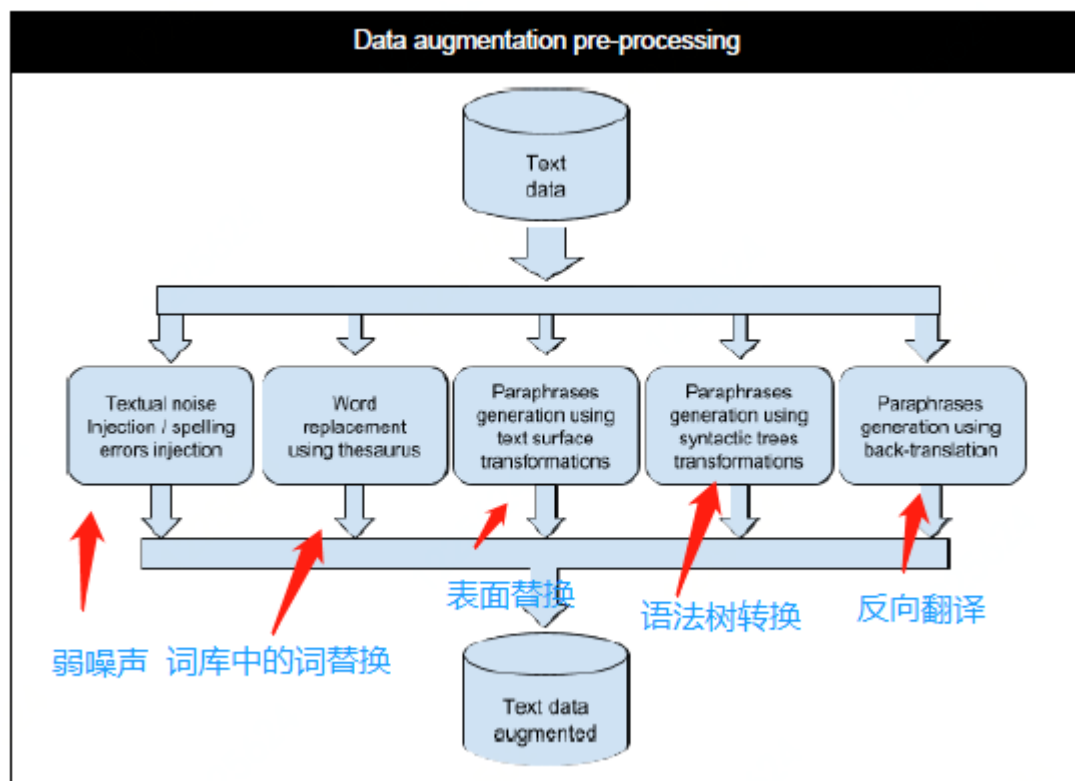 Data augmentation pre-processing
Text
data
Textual noise
Injection / spelling
errors injection
Word
replacement
using thesaurus
Paraphrases
generation using
text surface
transformations
Paraphrases
generation using
syntactic trees
transformations
Paraphrases
generation using
back-translation
弱噪声
词库中的词替换
表面替换
语法树转换
反向翻译
Text data
augmented